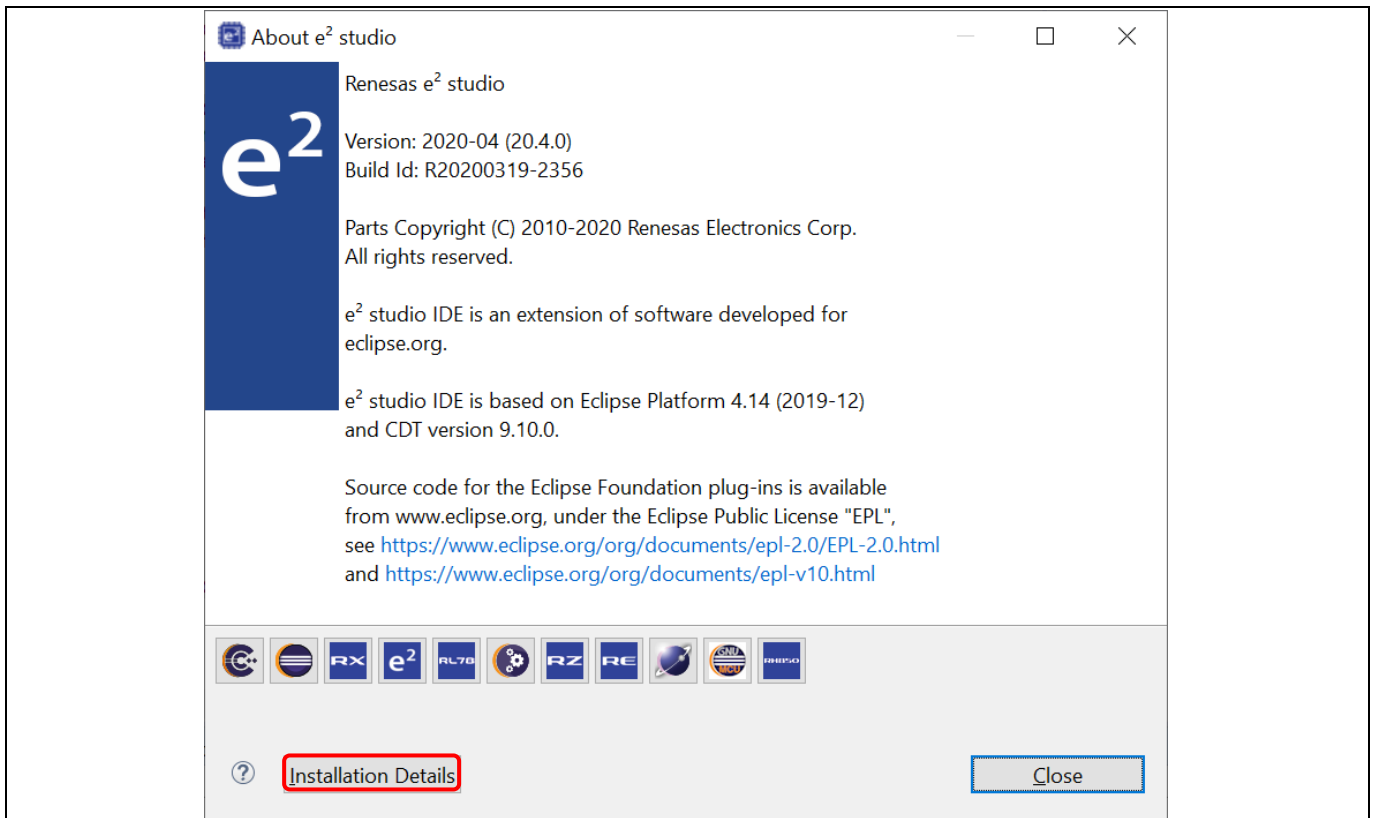 About e² studio
Renesas e² studio
e²
Version: 2020-04 (20.4.0)
Build Id: R20200319-2356
Parts Copyright (C) 2010-2020 Renesas Electronics Corp.
All rights reserved.
e² studio IDE is an extension of software developed for
eclipse.org.
e² studio IDE is based on Eclipse Platform 4.14 (2019-12)
and CDT version 9.10.0.
Source code for the Eclipse Foundation plug-ins is available
from www.eclipse.org, under the Eclipse Public License "EPL",
see https://www.eclipse.org/org/documents/epl-2.0/EPL-2.0.html
and https://www.eclipse.org/org/documents/epl-v10.html
C RX e² RL78 RZ RE GNU MCU RH850
? Installation Details Close